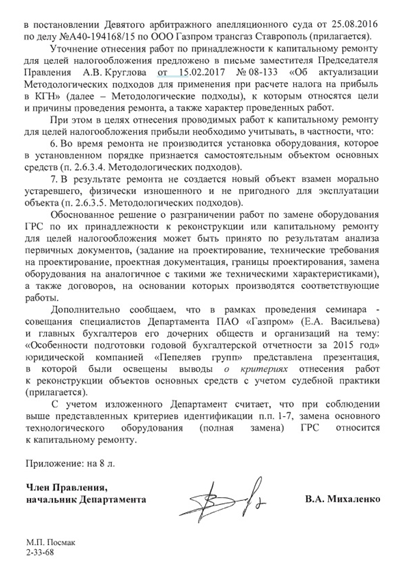 в постановлении Девятого арбитражного апелляционного суда от 25.08.2016
по делу №А40-194168/15 по ООО Газпром трансгаз Ставрополь (прилагается).
Уточнение отнесения работ по принадлежности к капитальному ремонту
для целей налогообложения предложено в письме заместителя Председателя
Правления А.В. Круглова от 15.02.2017 №08-133 «Об актуализации
Методологических подходов для применения при расчете налога на прибыль
в КГН» (далее – Методологические подходы), к которым относятся цели
и причины проведения ремонта, а также характер проведенных работ.
При этом в целях отнесения проводимых работ к капитальному ремонту
для целей налогообложения прибыли необходимо учитывать, в частности, что:
6. Во время ремонта не производится установка оборудования, которое
в установленном порядке признается самостоятельным объектом основных
средств (п. 2.6.3.4. Методологических подходов).
7. В результате ремонта не создается новый объект взамен морально
устаревшего, физически изношенного и не пригодного для эксплуатации
объекта (п. 2.6.3.5. Методологических подходов).
Обоснованное решение о разграничении работ по замене оборудования
ГРС по их принадлежности к реконструкции или капитальному ремонту
для целей налогообложения может быть принято по результатам анализа
первичных документов, (задание на проектирование, технические требования
на проектирование, проектная документация, границы проектирования, замена
оборудования на аналогичное с такими же техническими характеристиками),
а также договоров, на основании которых производятся соответствующие
работы.
Дополнительно сообщаем, что в рамках проведения семинара -
совещания специалистов Департамента ПАО «Газпром» (Е.А. Васильева)
и главных бухгалтеров его дочерних обществ и организаций на тему:
«Особенности подготовки годовой бухгалтерской отчетности за 2015 год»
юридической компанией «Пепеляев групп» представлена презентация,
в которой были освещены выводы о критериях отнесения работ
к реконструкции объектов основных средств с учетом судебной практики
(прилагается).
С учетом изложенного Департамент считает, что при соблюдении
выше представленных критериев идентификации п.п. 1-7, замена основного
технологического оборудования (полная замена) ГРС относится
к капитальному ремонту.
Приложение: на 8 л.
Член Правления,
начальник Департамента
В.А. Михаленко
М.П. Посмак
2-33-68